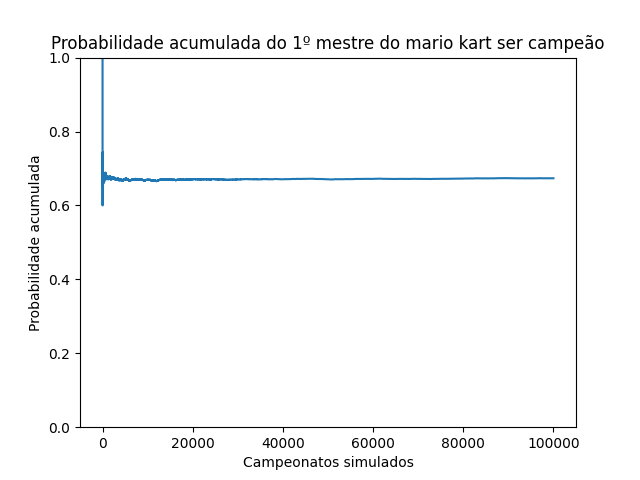 Probabilidade acumulada do 1º mestre do mario kart ser campeão
1.0
0.8
0.6
0.4
0.2
0.0
Probabilidade acumulada
0 20000 40000 60000 80000 100000
Campeonatos simulados